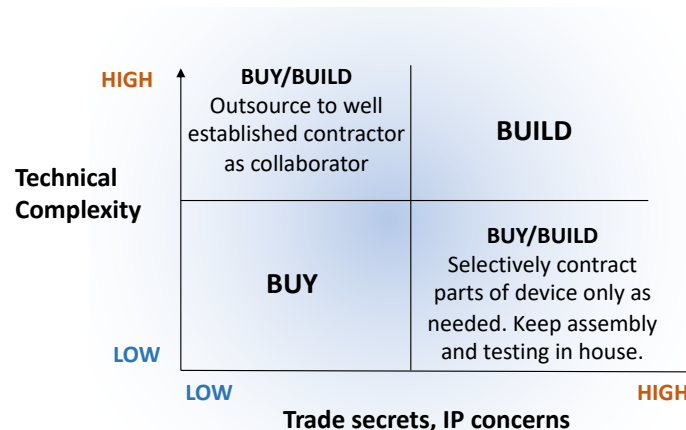 HIGH
BUY/BUILD
Outsource to well
established contractor
as collaborator
BUILD
Technical
Complexity
BUY
BUY/BUILD
Selectively contract
parts of device only as
needed. Keep assembly
and testing in house.
LOW
LOW
HIGH
Trade secrets, IP concerns